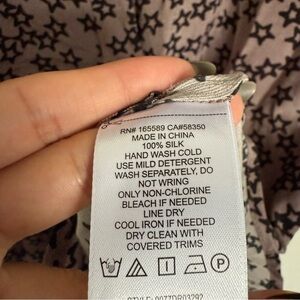 RN# 165589 CA#58350
MADE IN CHINA
100% SILK
HAND WASH COLD
USE MILD DETERGENT
WASH SEPARATELY, DO
NOT WRING
ONLY NON-CHLORINE
BLEACH IF NEEDED
LINE DRY
COOL IRON IF NEEDED
DRY CLEAN WITH
COVERED TRIMS
P